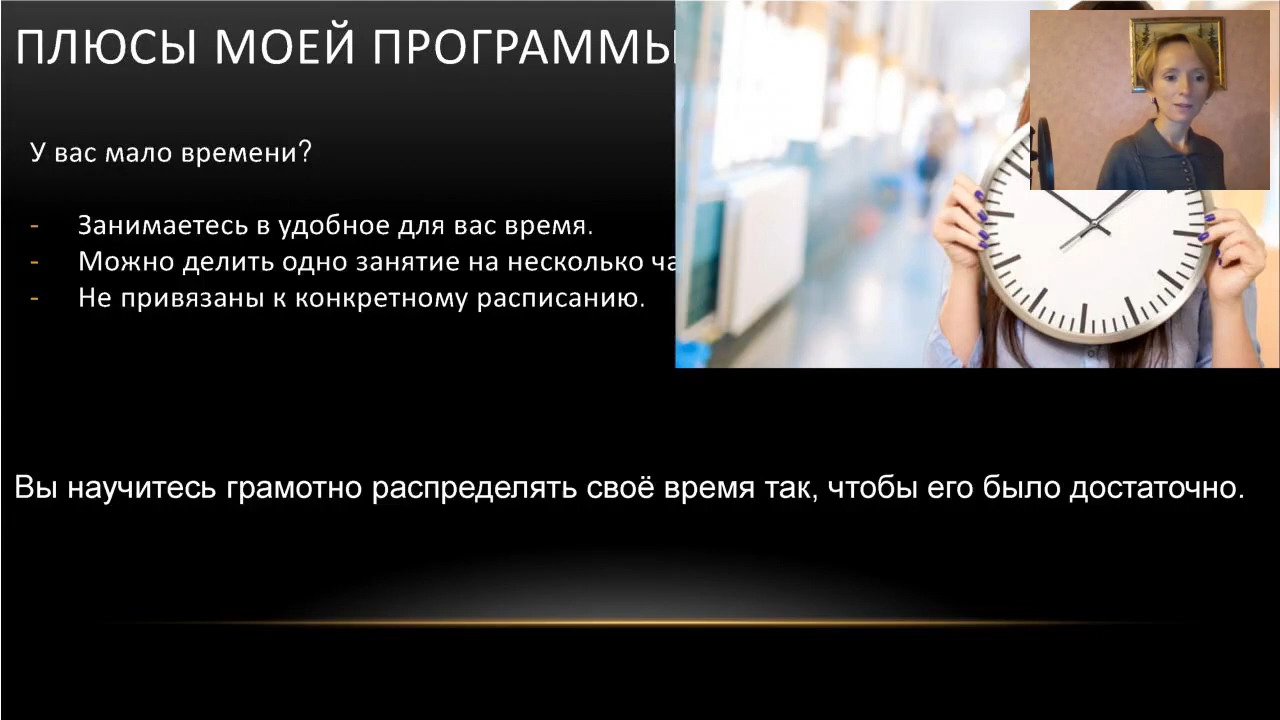 ПЛЮСЫ МОЕЙ ПРОГРАММЫ
У вас мало времени?
- Занимаетесь в удобное для вас время.
- Можно делить одно занятие на несколько
- Не привязаны к конкретному расписанию.
Вы научитесь грамотно распределять своё время так, чтобы его было достаточно.